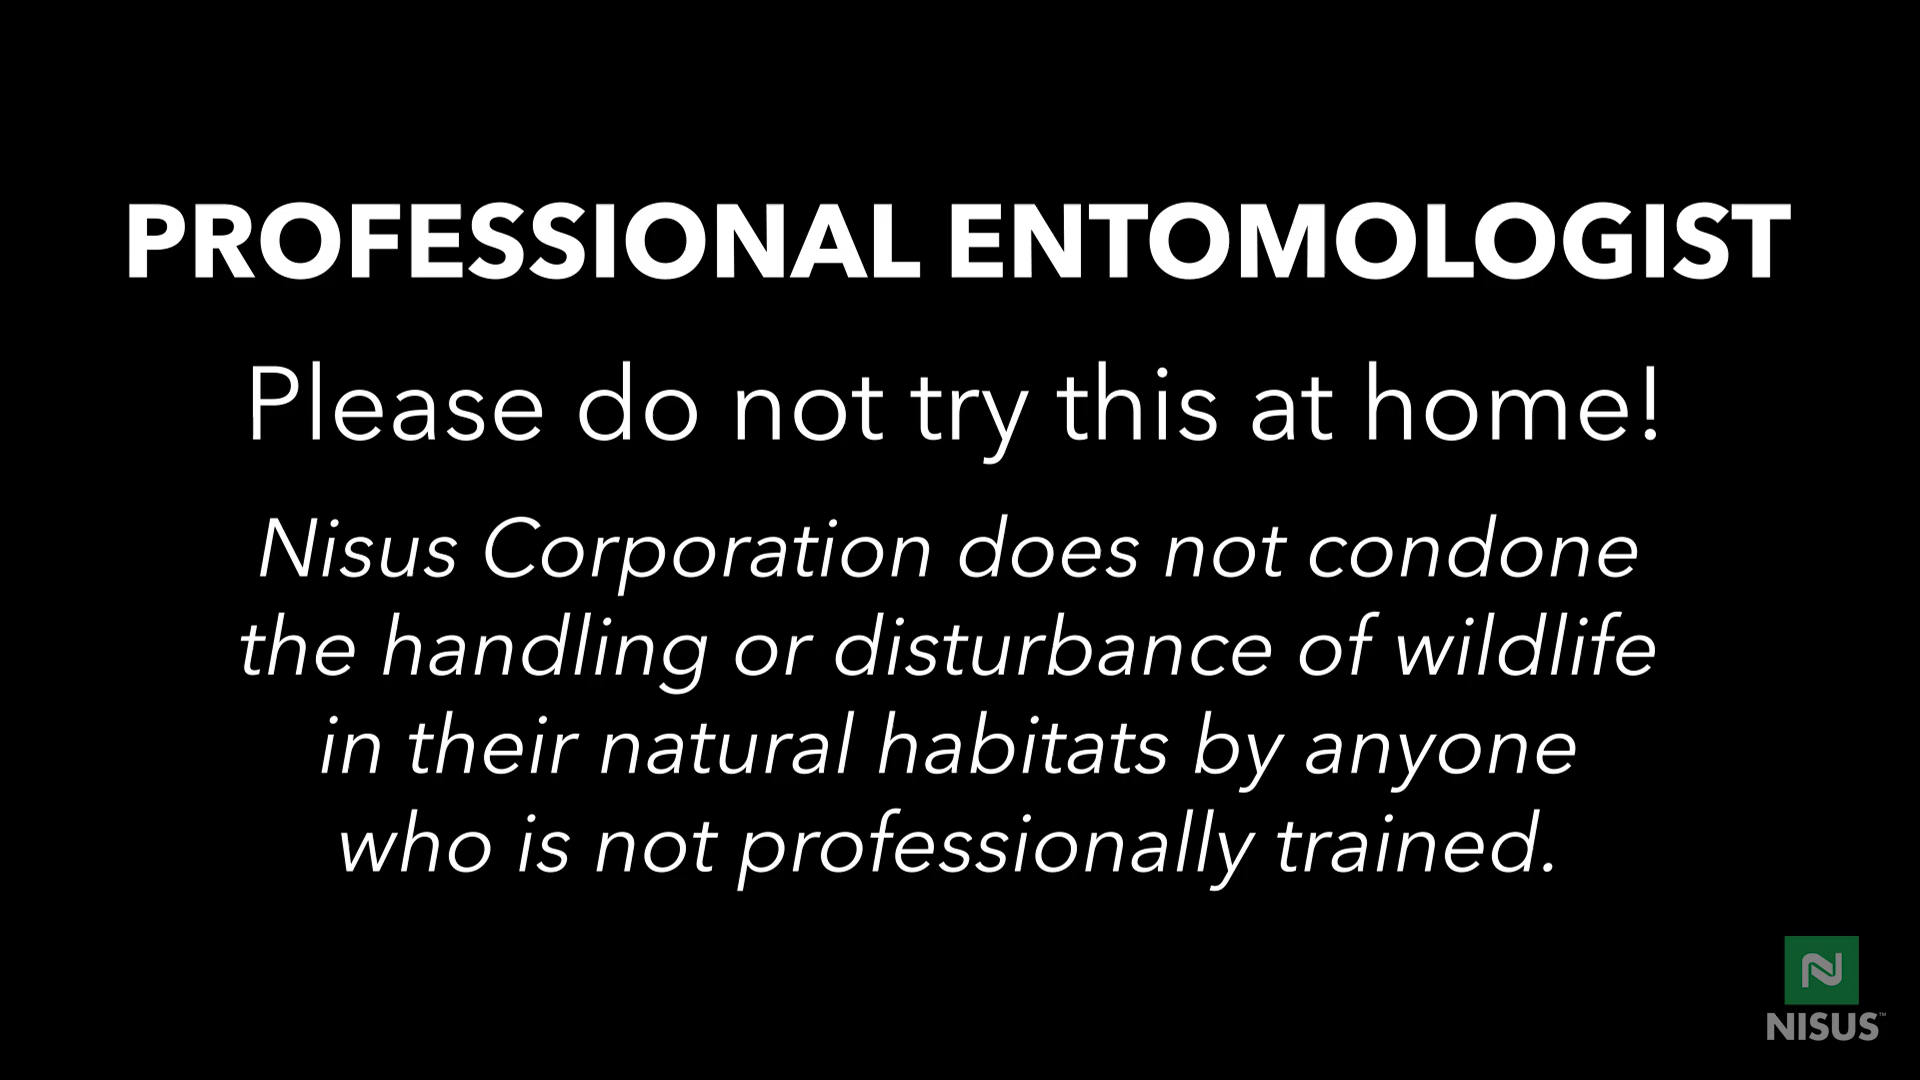 PROFESSIONAL ENTOMOLOGIST
Please do not try this at home!
Nisus Corporation does not condone
the handling or disturbance of wildlife
in their natural habitats by anyone
who is not professionally trained.
NISUS™